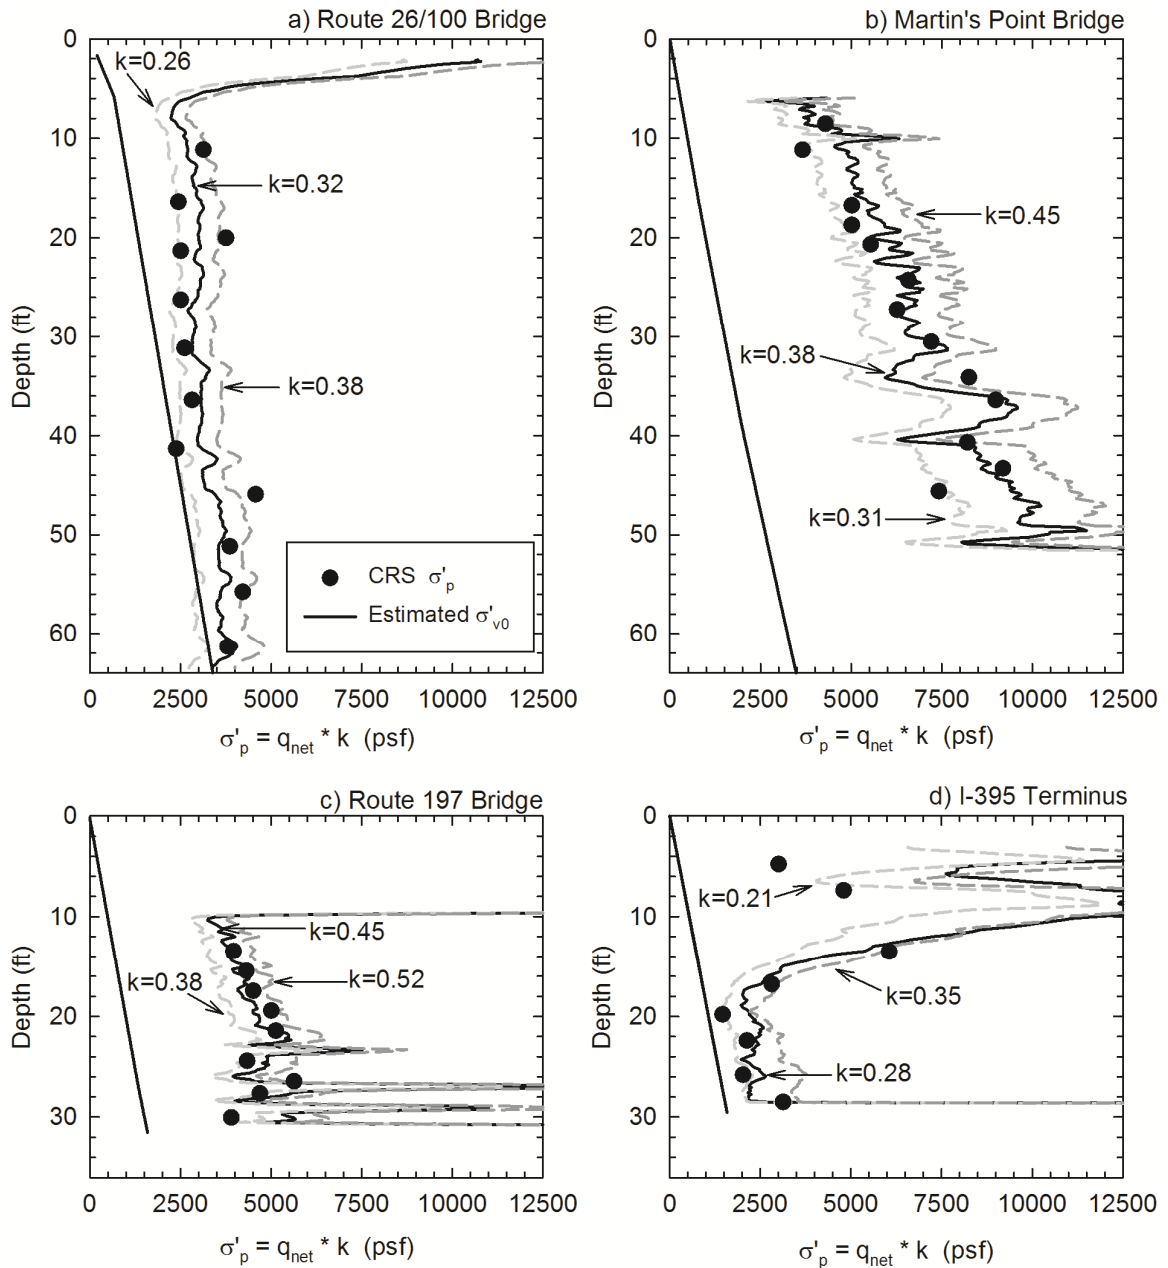 a) Route 26/100 Bridge
0
10
20
30
40
50
60
Depth (ft)
k=0.26
k=0.32
k=0.38
CRS σ'p
Estimated σ'v0
0 2500 5000 7500 10000 12500
σ'p = qnet * k (psf)
b) Martin's Point Bridge
0
10
20
30
40
50
60
Depth (ft)
k=0.45
k=0.38
k=0.31
0 2500 5000 7500 10000 12500
σ'p = qnet * k (psf)
c) Route 197 Bridge
0
10
20
30
Depth (ft)
k=0.45
k=0.52
k=0.38
0 2500 5000 7500 10000 12500
σ'p = qnet * k (psf)
d) I-395 Terminus
0
10
20
30
Depth (ft)
k=0.21
k=0.35
k=0.28
0 2500 5000 7500 10000 12500
σ'p = qnet * k (psf)